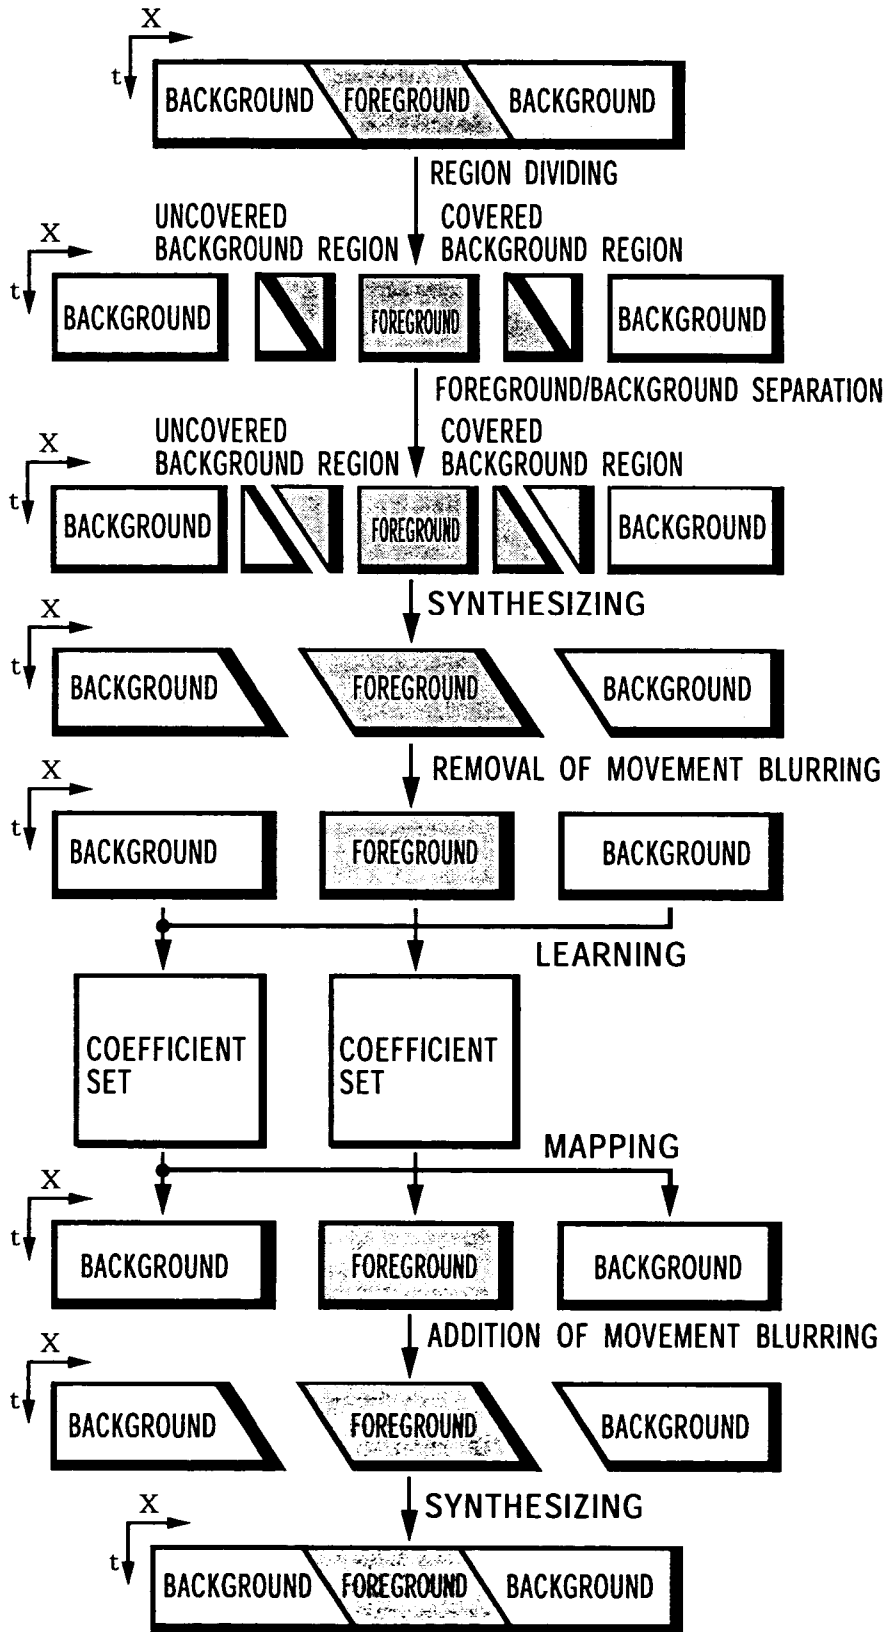 X
t
BACKGROUND FOREGROUND BACKGROUND
REGION DIVIDING
UNCOVERED BACKGROUND REGION
COVERED BACKGROUND REGION
X
t
BACKGROUND FOREGROUND BACKGROUND
FOREGROUND/BACKGROUND SEPARATION
UNCOVERED BACKGROUND REGION
COVERED BACKGROUND REGION
X
t
BACKGROUND FOREGROUND BACKGROUND
SYNTHESIZING
X
t
BACKGROUND FOREGROUND BACKGROUND
REMOVAL OF MOVEMENT BLURRING
X
t
BACKGROUND FOREGROUND BACKGROUND
LEARNING
COEFFICIENT SET
COEFFICIENT SET
MAPPING
X
t
BACKGROUND FOREGROUND BACKGROUND
ADDITION OF MOVEMENT BLURRING
X
t
BACKGROUND FOREGROUND BACKGROUND
SYNTHESIZING
X
t
BACKGROUND FOREGROUND BACKGROUND